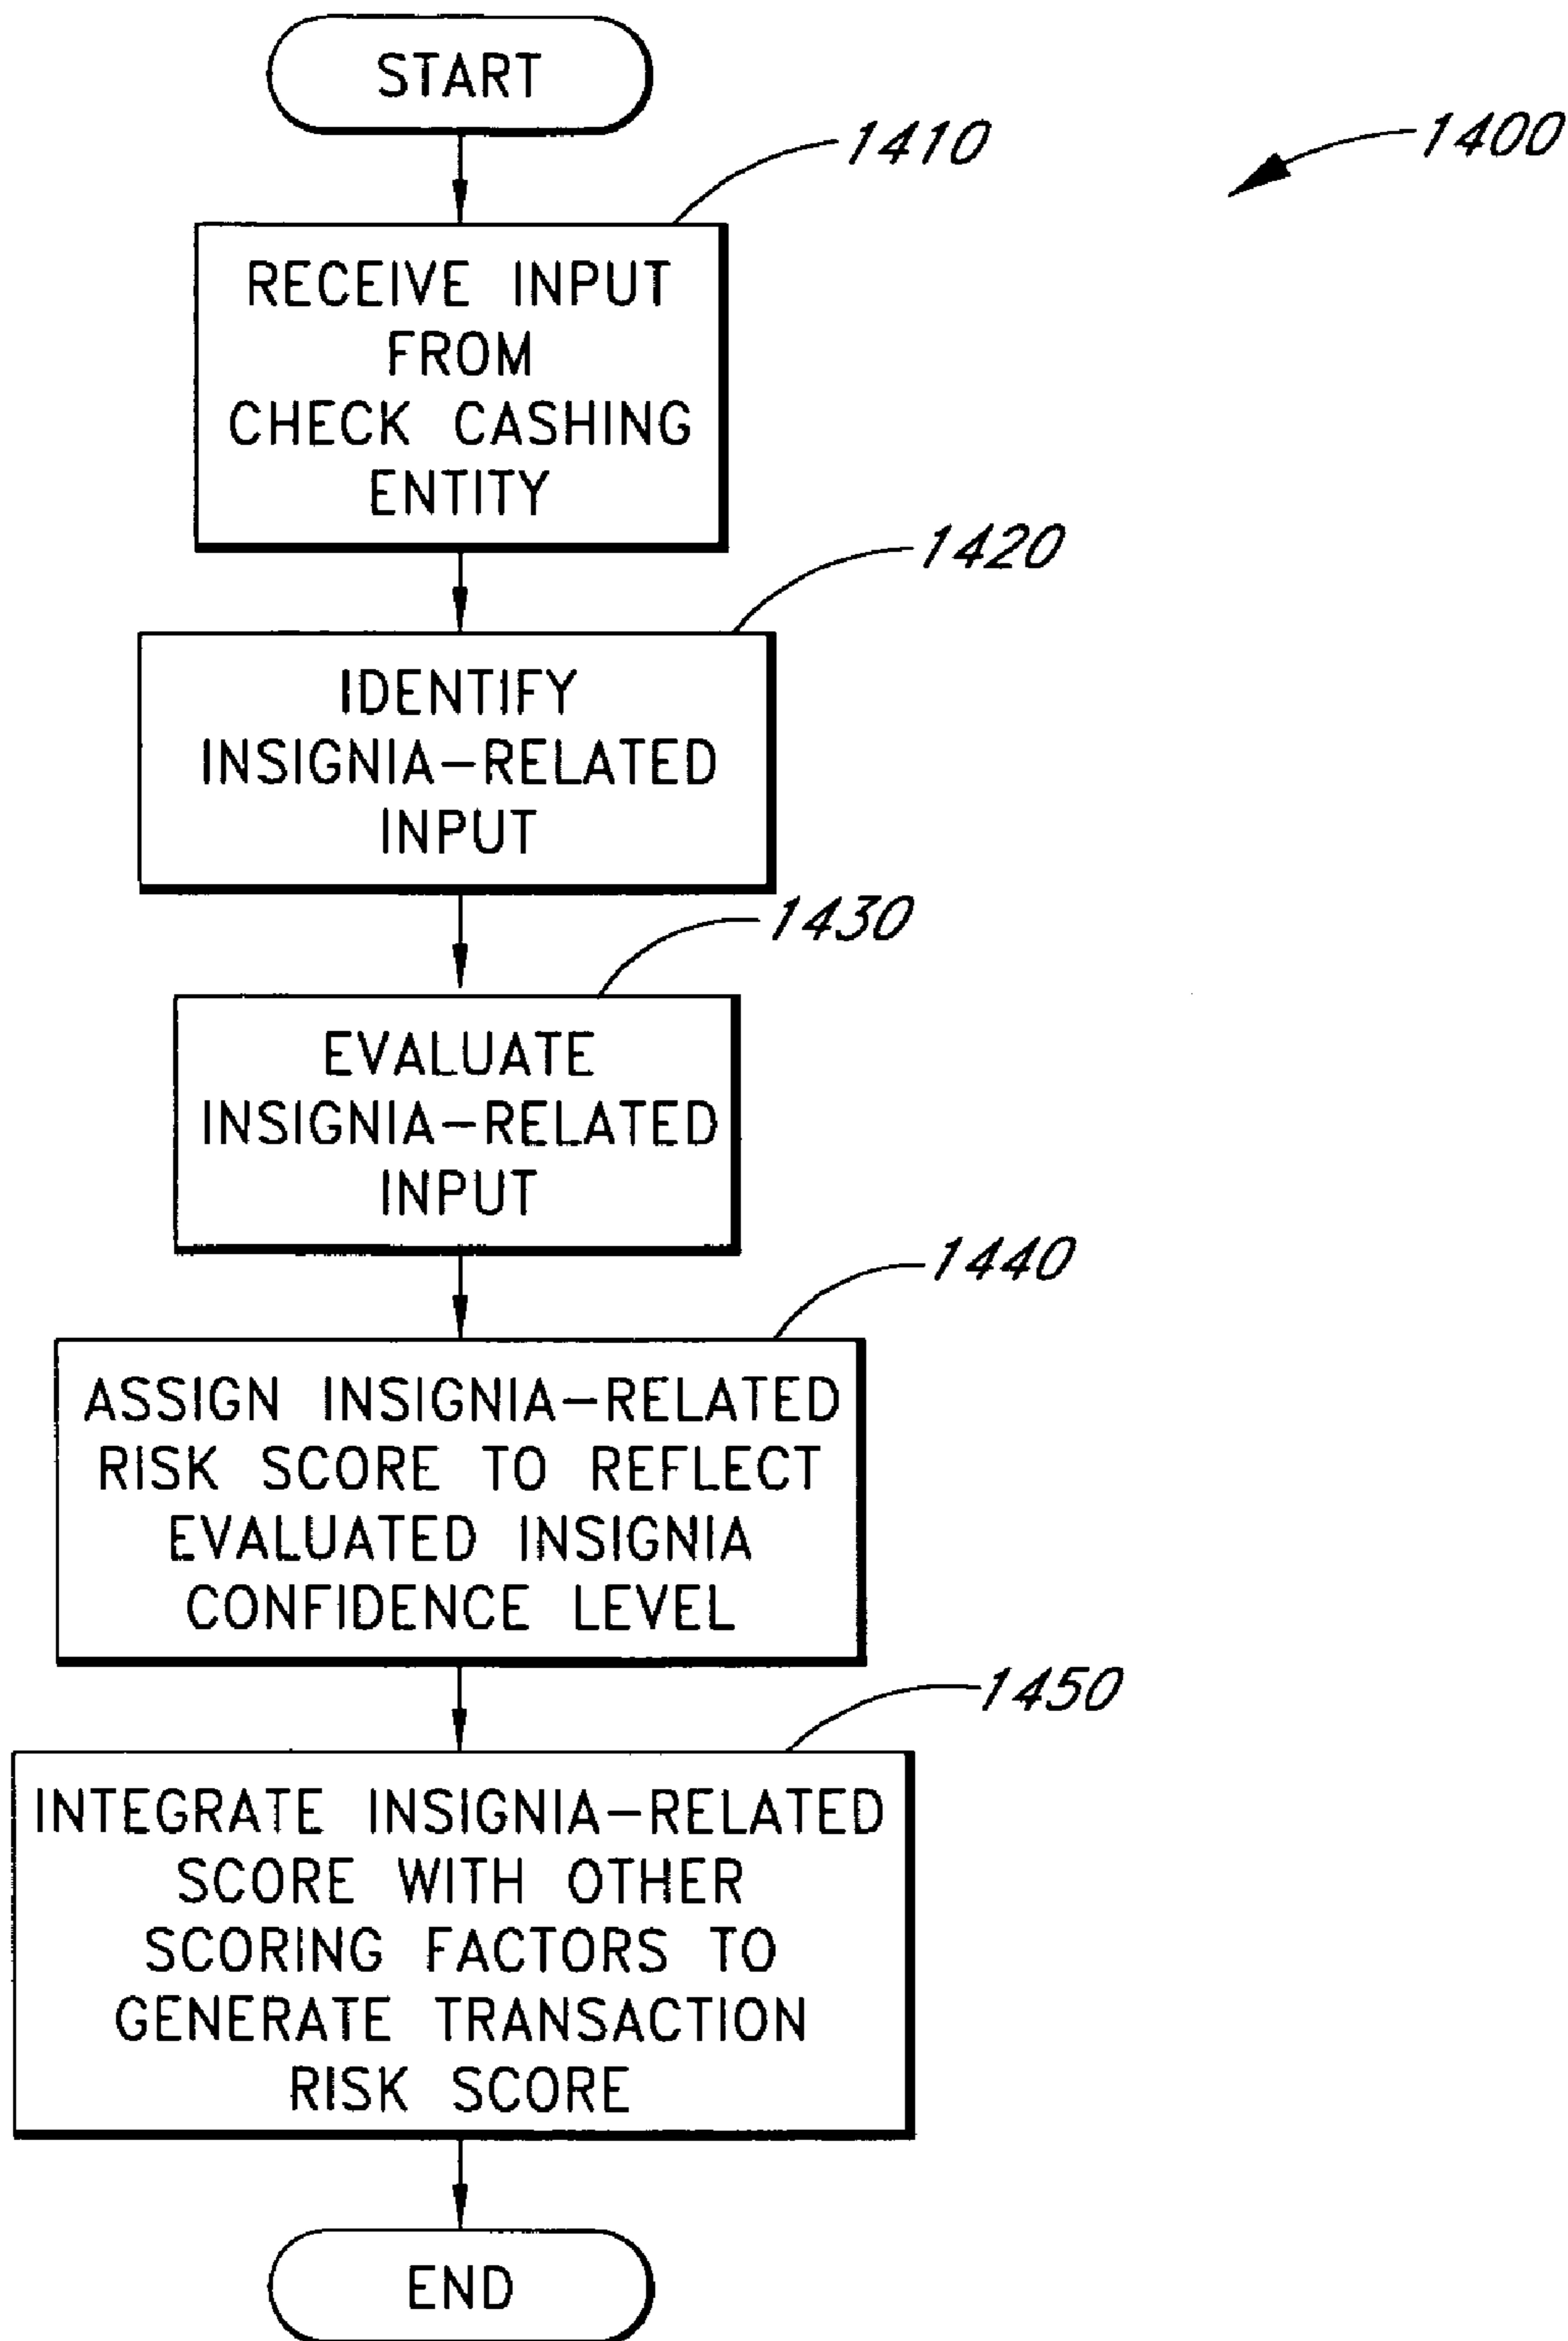 START
1410
1400
RECEIVE INPUT
FROM
CHECK CASHING
ENTITY
1420
IDENTIFY
INSIGNIA-RELATED
INPUT
1430
EVALUATE
INSIGNIA-RELATED
INPUT
1440
ASSIGN INSIGNIA-RELATED
RISK SCORE TO REFLECT
EVALUATED INSIGNIA
CONFIDENCE LEVEL
1450
INTEGRATE INSIGNIA-RELATED
SCORE WITH OTHER
SCORING FACTORS TO
GENERATE TRANSACTION
RISK SCORE
END